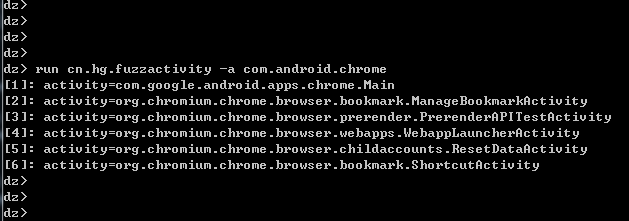 dz>
dz>
dz>
dz>
dz> run cn.hg.fuzzactivity -a com.android.chrome
[1]: activity=com.google.android.apps.chrome.Main
[2]: activity=org.chromium.chrome.browser.bookmark.ManageBookmarkActivity
[3]: activity=org.chromium.chrome.browser.prerender.PrerenderAPITestActivity
[4]: activity=org.chromium.chrome.browser.webapps.WebappLauncherActivity
[5]: activity=org.chromium.chrome.browser.childaccounts.ResetDataActivity
[6]: activity=org.chromium.chrome.browser.bookmark.ShortcutActivity
dz>
dz>
dz>